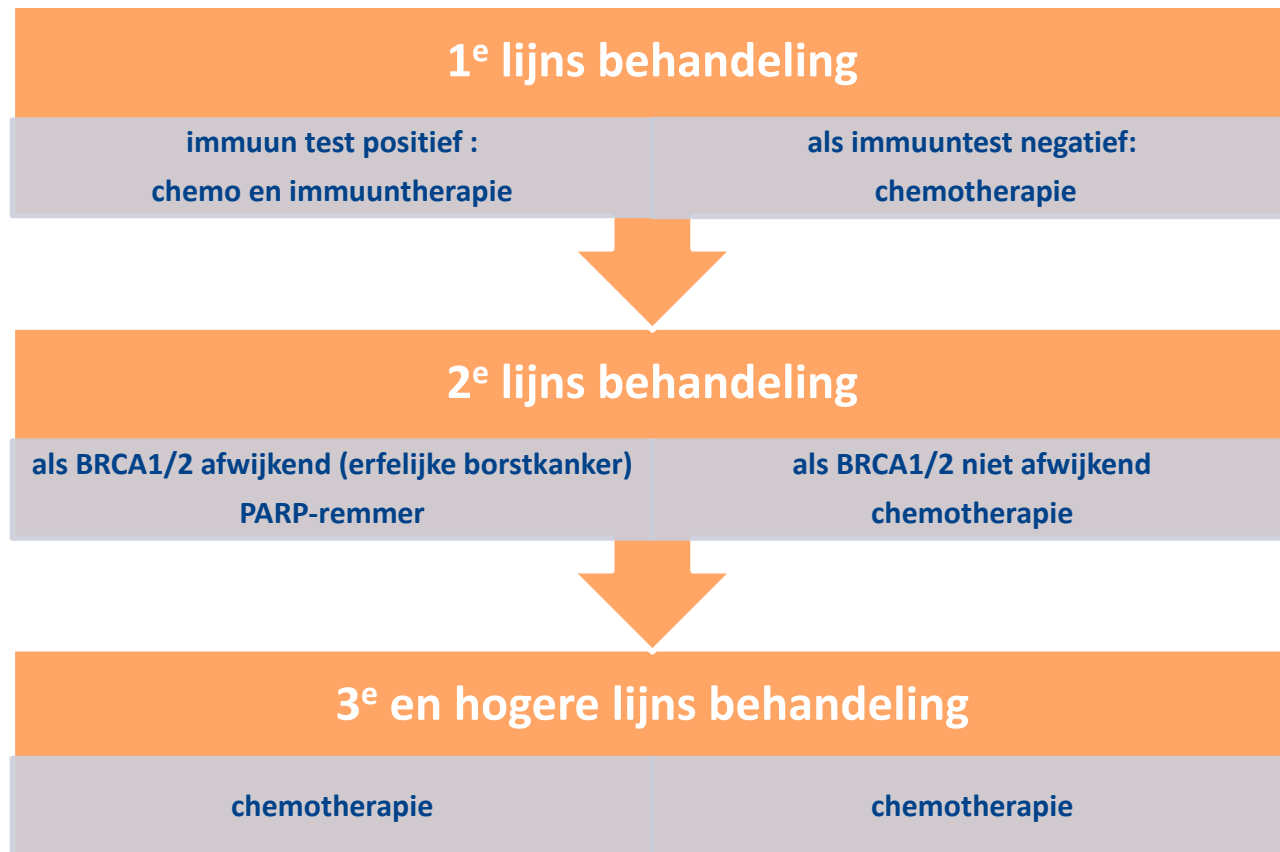 1e lijns behandeling
immuun test positief :
chemo en immuuntherapie
als immuuntest negatief:
chemotherapie
2e lijns behandeling
als BRCA1/2 afwijkend (erfelijke borstkanker)
PARP-remmer
als BRCA1/2 niet afwijkend
chemotherapie
3e en hogere lijns behandeling
chemotherapie
chemotherapie